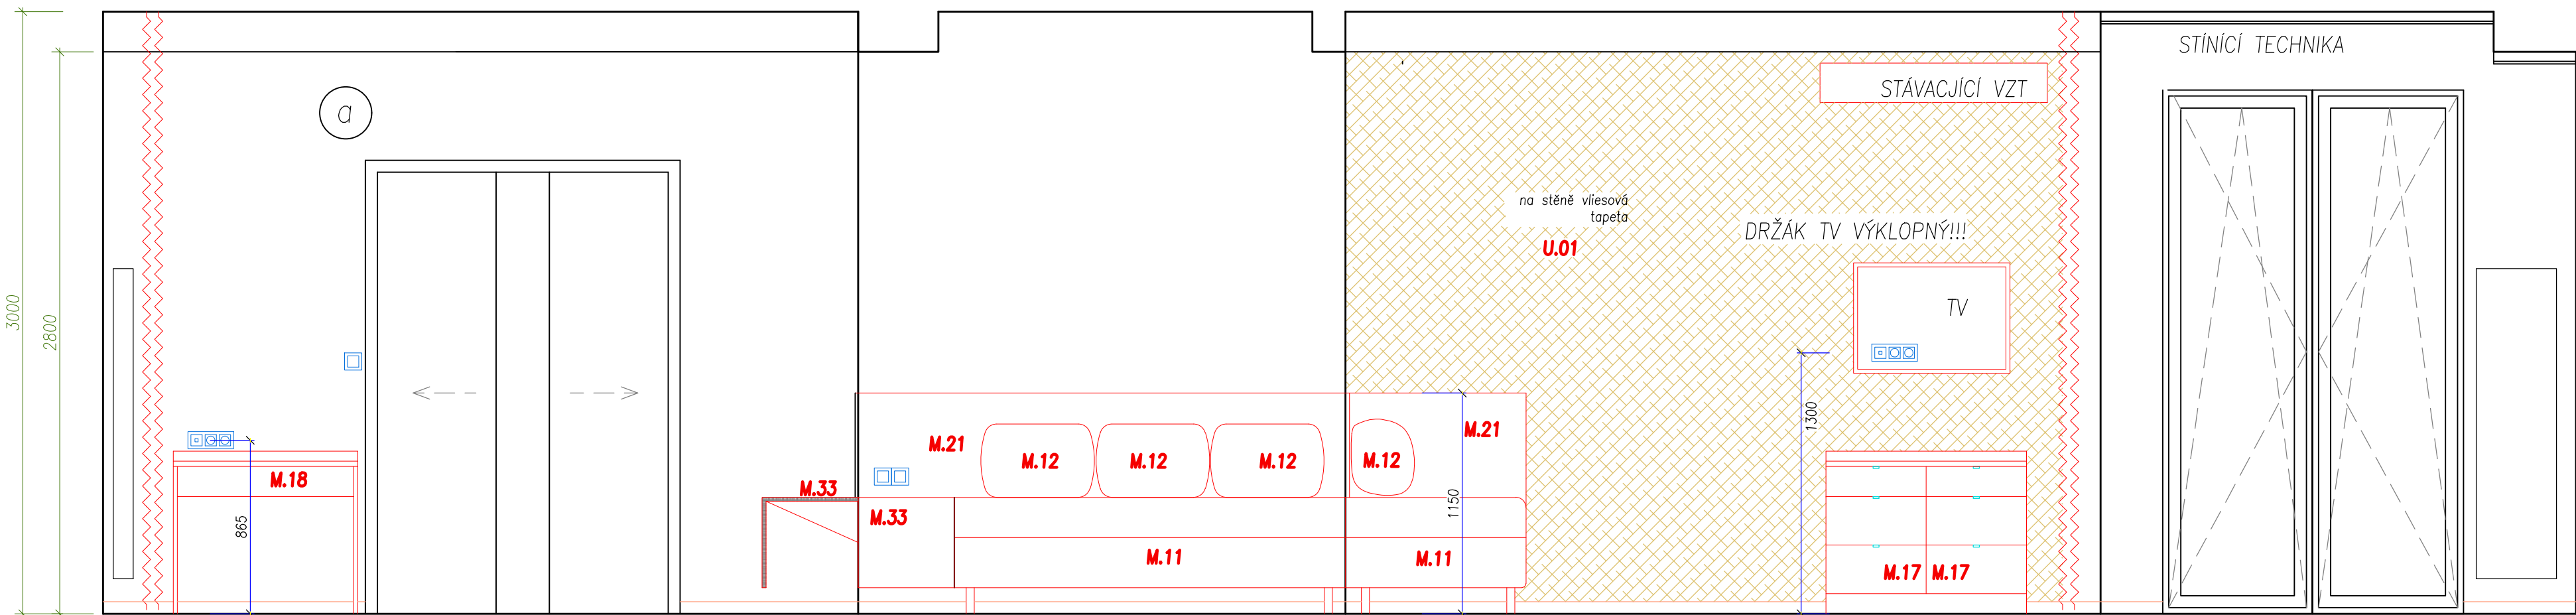 3000
2800
a
STÍNÍCÍ TECHNIKA
STÁVACJÍCÍ VZT
na stěně vliesová
tapeta
U.01
DRŽÁK TV VÝKLOPNÝ!!!
TV
1300
M.18
865
M.33
M.33
M.21
M.12
M.12
M.12
M.12
M.21
1150
M.11
M.11
M.17
M.17